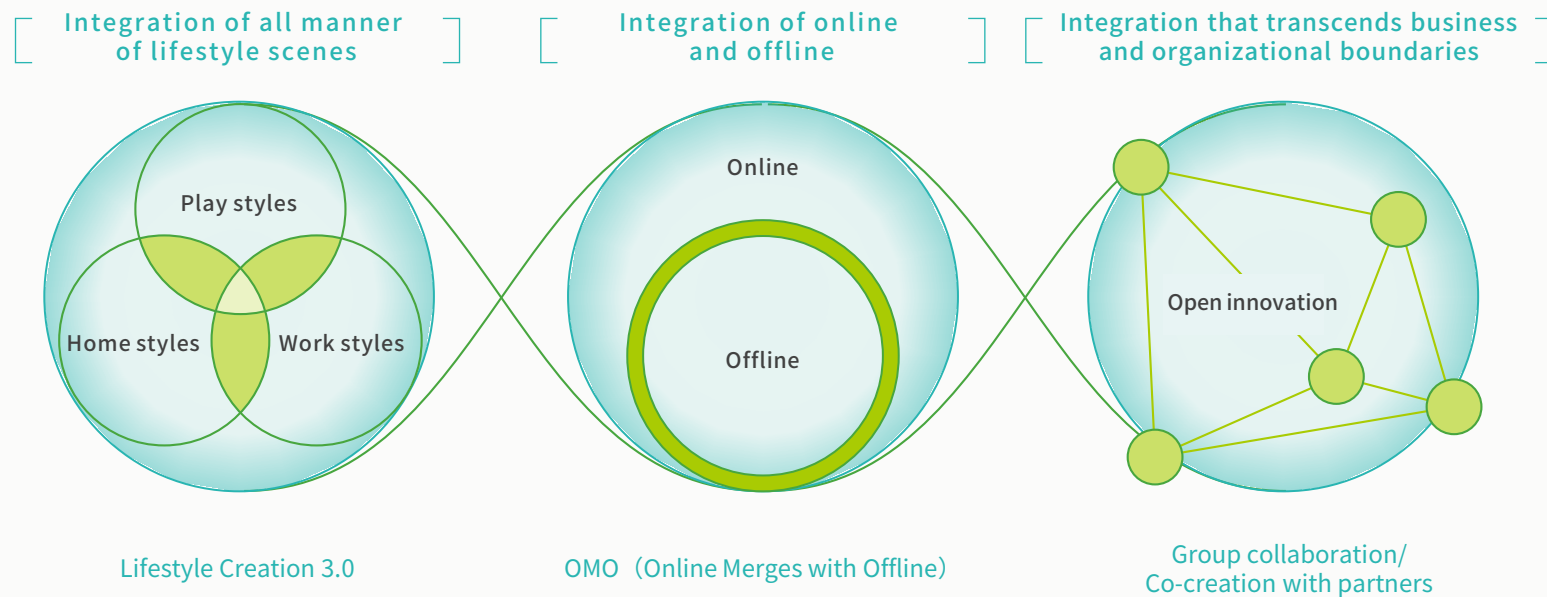 Integration of all manner
of lifestyle scenes
Integration of online
and offline
Integration that transcends business
and organizational boundaries
Play styles
Home styles
Work styles
Online
Offline
Open innovation
Lifestyle Creation 3.0
OMO（Online Merges with Offline）
Group collaboration/
Co-creation with partners